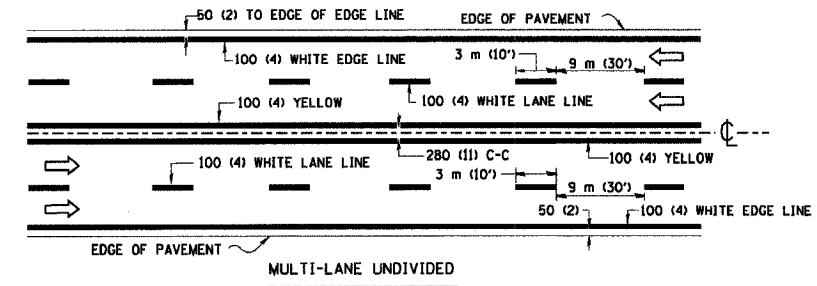 50 (2) TO EDGE OF EDGE LINE
EDGE OF PAVEMENT
100 (4) WHITE EDGE LINE
3 m (10')
9 m (30')
100 (4) YELLOW
100 (4) WHITE LANE LINE
℄
100 (4) WHITE LANE LINE
280 (11) C-C
100 (4) YELLOW
3 m (10')
9 m (30')
50 (2)
100 (4) WHITE EDGE LINE
EDGE OF PAVEMENT
MULTI-LANE UNDIVIDED